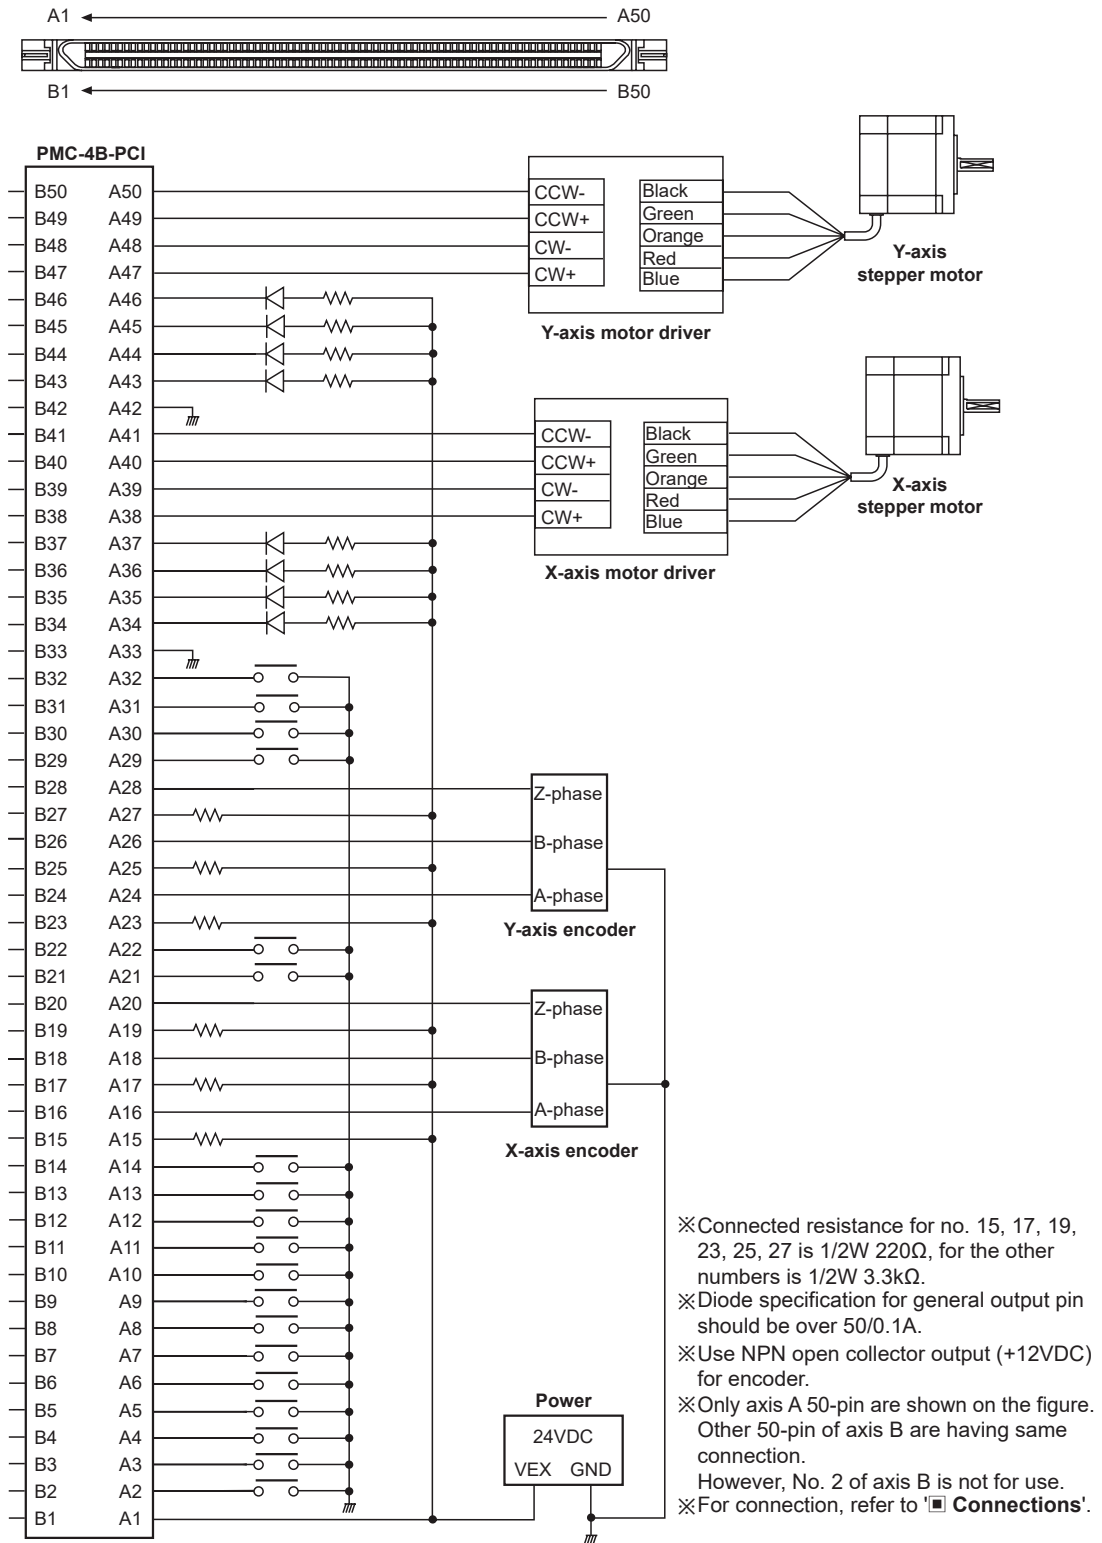 A1 A50
B1 B50
PMC-4B-PCI
B50 A50
B49 A49
B48 A48
B47 A47
B46 A46
B45 A45
B44 A44
B43 A43
B42 A42
B41 A41
B40 A40
B39 A39
B38 A38
B37 A37
B36 A36
B35 A35
B34 A34
B33 A33
B32 A32
B31 A31
B30 A30
B29 A29
B28 A28
B27 A27
B26 A26
B25 A25
B24 A24
B23 A23
B22 A22
B21 A21
B20 A20
B19 A19
B18 A18
B17 A17
B16 A16
B15 A15
B14 A14
B13 A13
B12 A12
B11 A11
B10 A10
B9 A9
B8 A8
B7 A7
B6 A6
B5 A5
B4 A4
B3 A3
B2 A2
B1 A1
CCW-
CCW+
CW-
CW+
Black
Green
Orange
Red
Blue
Y-axis motor driver
Y-axis
stepper motor
CCW-
CCW+
CW-
CW+
Black
Green
Orange
Red
Blue
X-axis motor driver
X-axis
stepper motor
Z-phase
B-phase
A-phase
Y-axis encoder
Z-phase
B-phase
A-phase
X-axis encoder
Power
24VDC
VEX GND
※Connected resistance for no. 15, 17, 19,
23, 25, 27 is 1/2W 220Ω, for the other
numbers is 1/2W 3.3kΩ.
※Diode specification for general output pin
should be over 50/0.1A.
※Use NPN open collector output (+12VDC)
for encoder.
※Only axis A 50-pin are shown on the figure.
Other 50-pin of axis B are having same
connection.
However, No. 2 of axis B is not for use.
※For connection, refer to '▣ Connections'.